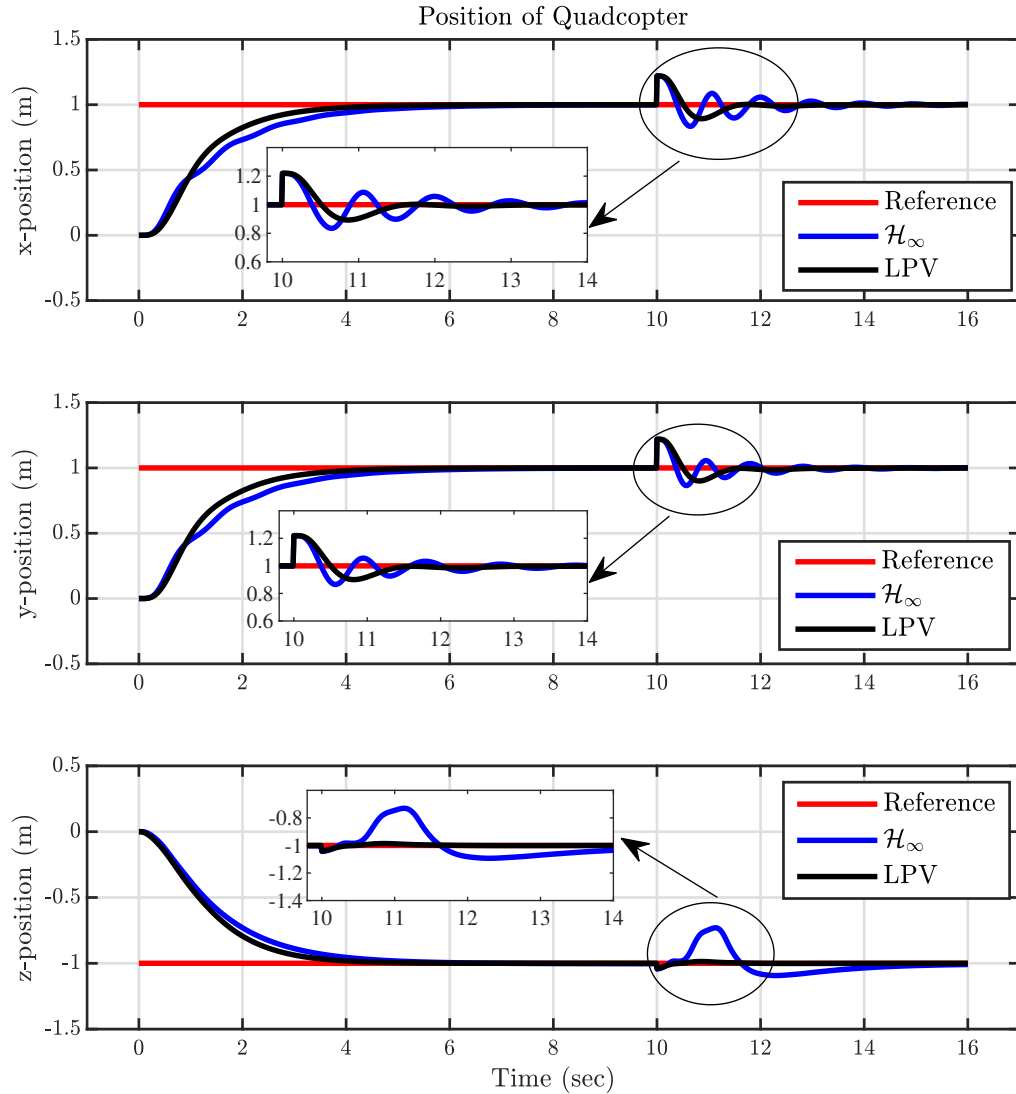 Position of Quadcopter
x-position (m)
1.5
1
0.5
0
-0.5
1.2
1
0.8
0.6
10 11 12 13 14
Reference
H∞
LPV
0 2 4 6 8 10 12 14 16
y-position (m)
1.5
1
0.5
0
-0.5
1.2
1
0.8
0.6
10 11 12 13 14
Reference
H∞
LPV
0 2 4 6 8 10 12 14 16
z-position (m)
0.5
0
-0.5
-1
-1.5
-0.8
-1
-1.2
-1.4
10 11 12 13 14
Reference
H∞
LPV
0 2 4 6 8 10 12 14 16
Time (sec)